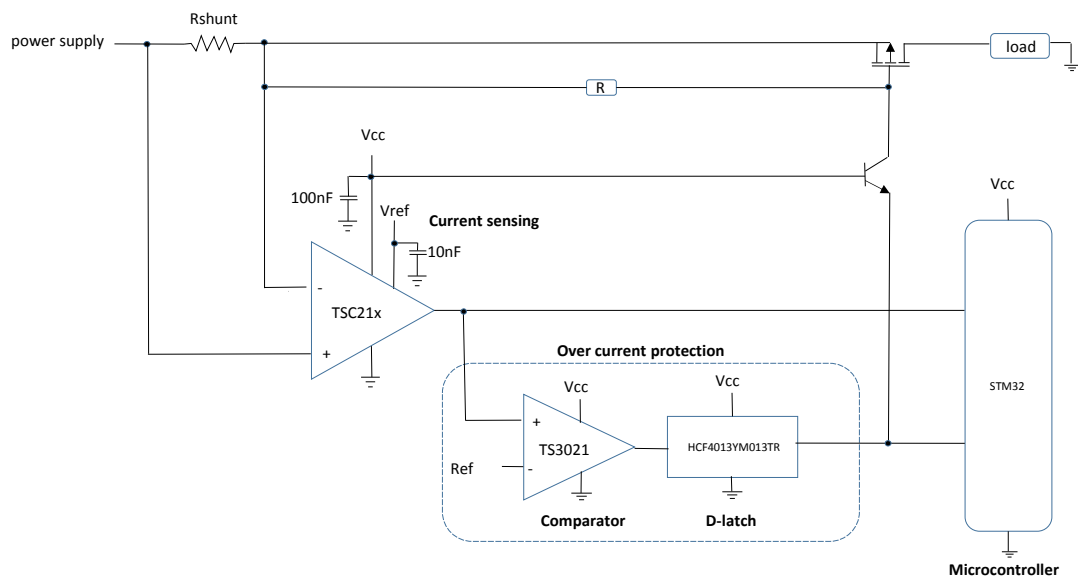 Rshunt
power supply
load
R
Vcc
100nF
Vcc
Vref
Current sensing
10nF
-
TSC21x
+
Over current protection
STM32
Vcc
Vcc
+
TS3021
HCF4013YM013TR
Ref
-
Comparator
D-latch
Microcontroller